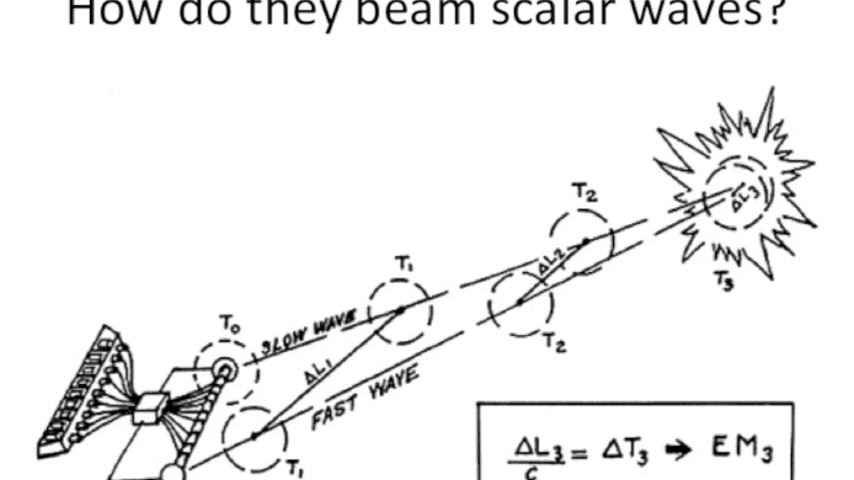 How do they beam scalar waves?
T₂
ΔL₃
T₁
ΔL₂
T₃
T₀
SLOW WAVE
T₂
ΔL₁
FAST WAVE
T₁
ΔL₃/C = ΔT₃ ➔ EM₃